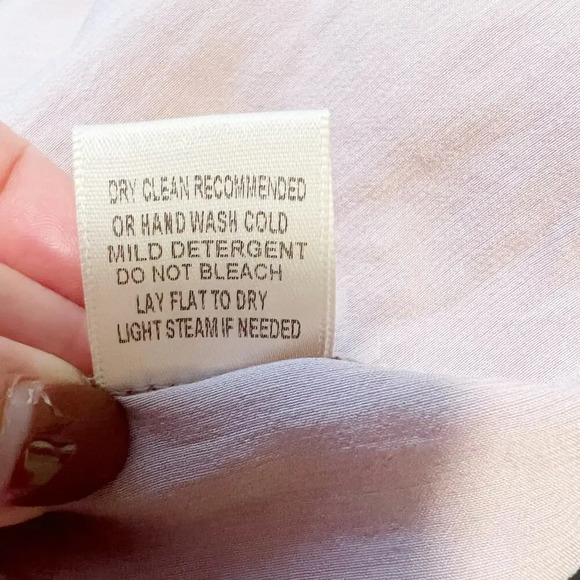 DRY CLEAN RECOMMENDED
OR HAND WASH COLD
MILD DETERGENT
DO NOT BLEACH
LAY FLAT TO DRY
LIGHT STEAM IF NEEDED